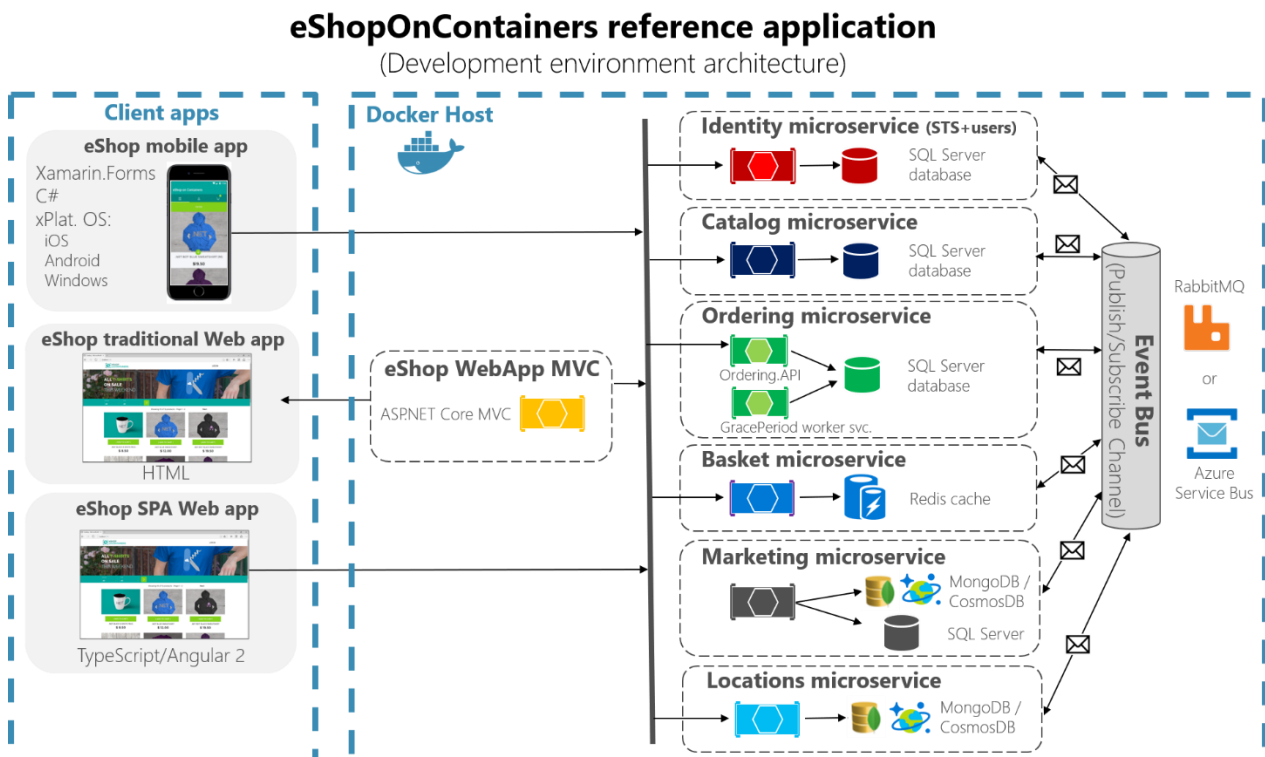 eShopOnContainers reference application
(Development environment architecture)
Client apps
eShop mobile app
Xamarin.Forms
C#
xPlat. OS:
iOS
Android
Windows
eShop traditional Web app
HTML
eShop SPA Web app
TypeScript/Angular 2
Docker Host
eShop WebApp MVC
ASP.NET Core MVC
Identity microservice (STS+users)
SQL Server
database
Catalog microservice
SQL Server
database
Ordering microservice
Ordering.API
SQL Server
database
GracePeriod worker svc.
Basket microservice
Redis cache
Marketing microservice
MongoDB /
CosmosDB
SQL Server
Locations microservice
MongoDB /
CosmosDB
Event Bus
(Publish/Subscribe Channel)
RabbitMQ
or
Azure
Service Bus